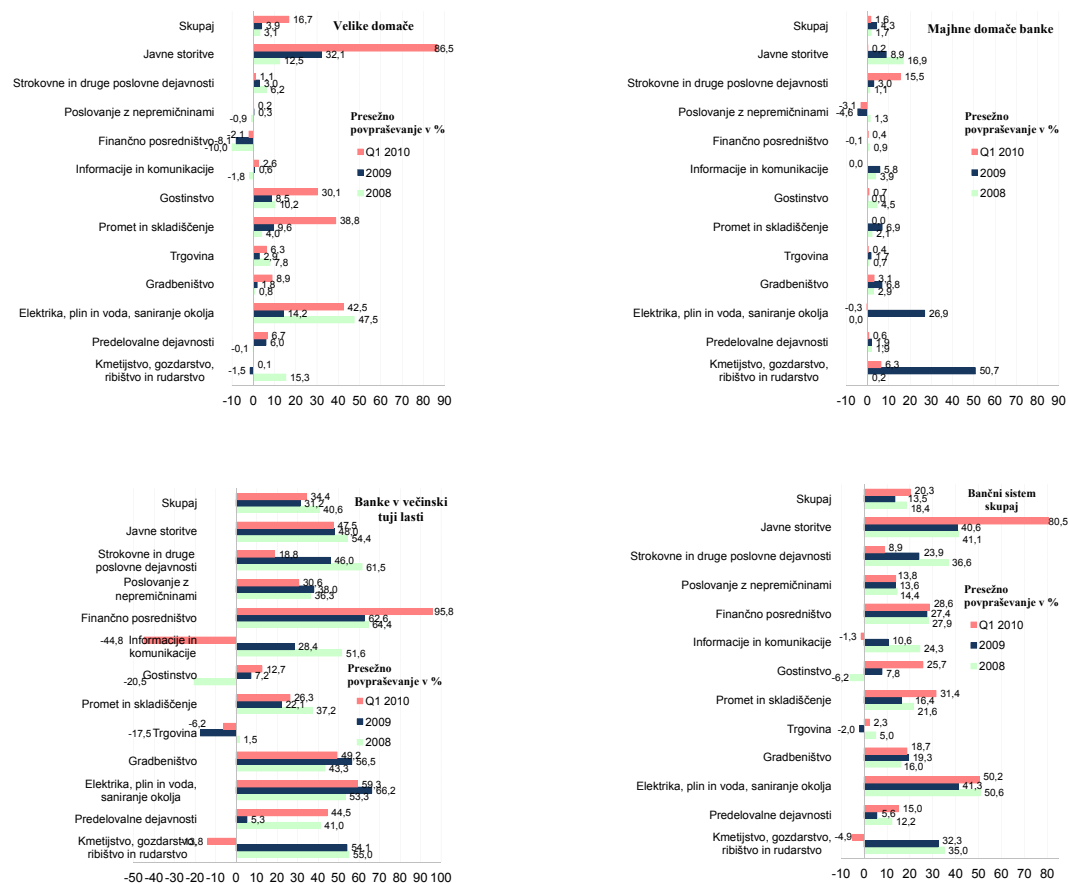 Velike domače
Skupaj
16,7
3,9
3,1
Javne storitve
86,5
32,1
12,5
Strokovne in druge poslovne dejavnosti
1,1
3,0
6,2
Poslovanje z nepremičninami
0,2
0,3
-0,9
Finančno posredništvo
-2,1
-8,1
-10,0
Informacije in komunikacije
2,6
0,6
-1,8
Gostinstvo
30,1
8,5
10,2
Promet in skladiščenje
38,8
9,6
4,0
Trgovina
6,3
2,9
7,8
Gradbeništvo
8,9
1,8
0,8
Elektrika, plin in voda, saniranje okolja
42,5
14,2
47,5
Predelovalne dejavnosti
6,7
6,0
-0,1
Kmetijstvo, gozdarstvo,
ribištvo in rudarstvo
0,1
-1,5
15,3
Presežno
povpraševanje v %
Q1 2010
2009
2008
-10 0 10 20 30 40 50 60 70 80 90
Majhne domače banke
Skupaj
1,6
4,3
1,7
Javne storitve
0,2
8,9
16,9
Strokovne in druge poslovne dejavnosti
15,5
3,0
1,1
Poslovanje z nepremičninami
-3,1
-4,6
1,3
Finančno posredništvo
0,4
-0,1
0,9
Informacije in komunikacije
0,0
5,8
3,9
Gostinstvo
0,7
0,0
4,5
Promet in skladiščenje
0,0
6,9
2,1
Trgovina
0,4
1,7
0,7
Gradbeništvo
3,1
6,8
2,9
Elektrika, plin in voda, saniranje okolja
-0,3
26,9
0,0
Predelovalne dejavnosti
0,6
1,9
1,9
Kmetijstvo, gozdarstvo,
ribištvo in rudarstvo
6,3
50,7
0,2
Presežno
povpraševanje v %
Q1 2010
2009
2008
-10 0 10 20 30 40 50 60 70 80 90
Banke v večinski
tuji lasti
Skupaj
34,4
31,2
40,6
Javne storitve
47,5
48,0
54,4
Strokovne in druge
poslovne dejavnosti
18,8
46,0
61,5
Poslovanje z
nepremičninami
30,6
38,0
36,3
Finančno posredništvo
95,8
62,6
64,4
Informacije in
komunikacije
-44,8
28,4
51,6
Gostinstvo
12,7
7,2
-20,5
Promet in skladiščenje
26,3
22,1
37,2
Trgovina
-6,2
-17,5
1,5
Gradbeništvo
49,2
56,5
43,3
Elektrika, plin in voda,
saniranje okolja
59,3
66,2
53,3
Predelovalne dejavnosti
44,5
5,3
41,0
Kmetijstvo, gozdarstvo,
ribištvo in rudarstvo
-13,8
54,1
55,0
Presežno
povpraševanje v %
Q1 2010
2009
2008
-50 -40 -30 -20 -10 0 10 20 30 40 50 60 70 80 90 100
Bančni sistem
skupaj
Skupaj
20,3
13,5
18,4
Javne storitve
80,5
40,6
41,1
Strokovne in druge poslovne dejavnosti
8,9
23,9
36,6
Poslovanje z nepremičninami
13,8
13,6
14,4
Finančno posredništvo
28,6
27,4
27,9
Informacije in komunikacije
-1,3
10,6
24,3
Gostinstvo
25,7
7,8
-6,2
Promet in skladiščenje
31,4
16,4
21,6
Trgovina
2,3
-2,0
5,0
Gradbeništvo
18,7
19,3
16,0
Elektrika, plin in voda, saniranje okolja
50,2
41,3
50,6
Predelovalne dejavnosti
15,0
5,6
12,2
Kmetijstvo, gozdarstvo,
ribištvo in rudarstvo
-4,9
32,3
35,0
Presežno
povpraševanje v %
Q1 2010
2009
2008
-10 0 10 20 30 40 50 60 70 80